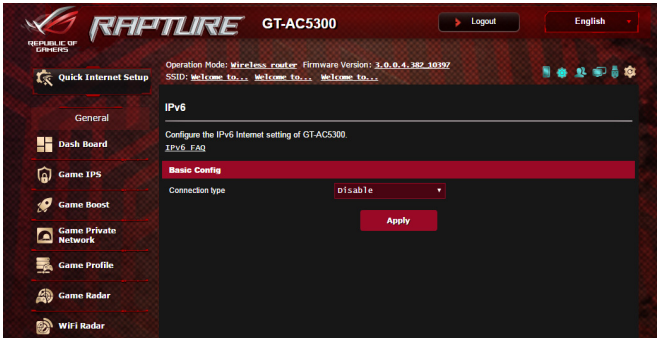 REPUBLIC OF
GAMERS
RAPTURE
GT-AC5300
Logout
English
Quick Internet Setup
Operation Mode: Wireless router Firmware Version: 3.0.0.4.382_10397
SSID: Welcome to... Welcome to... Welcome to...
General
Dash Board
Game IPS
Game Boost
Game Private
Network
Game Profile
Game Radar
WiFi Radar
IPv6
Configure the IPv6 Internet setting of GT-AC5300.
IPv6 FAQ
Basic Config
Connection type
Disable
Apply